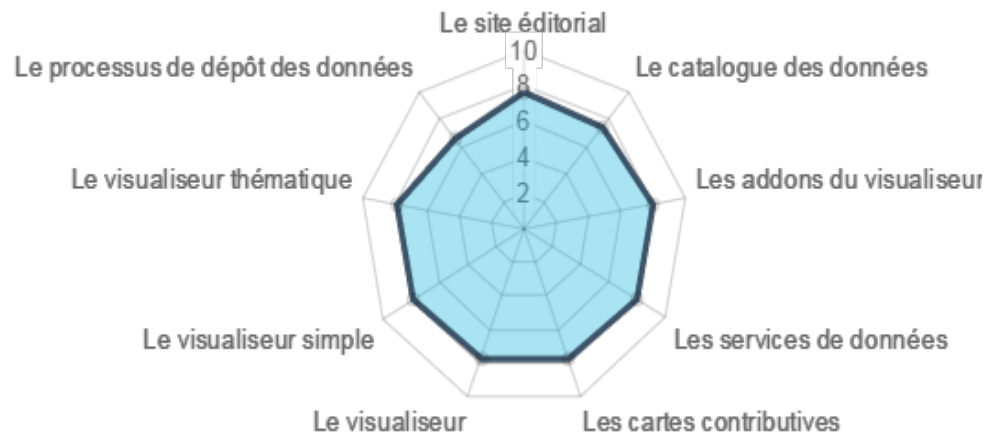 Le site éditorial
10
Le processus de dépôt des données
Le catalogue des données
8
6
Le visualiseur thématique
Les addons du visualiseur
4
2
Le visualiseur simple
Les services de données
Le visualiseur
Les cartes contributives